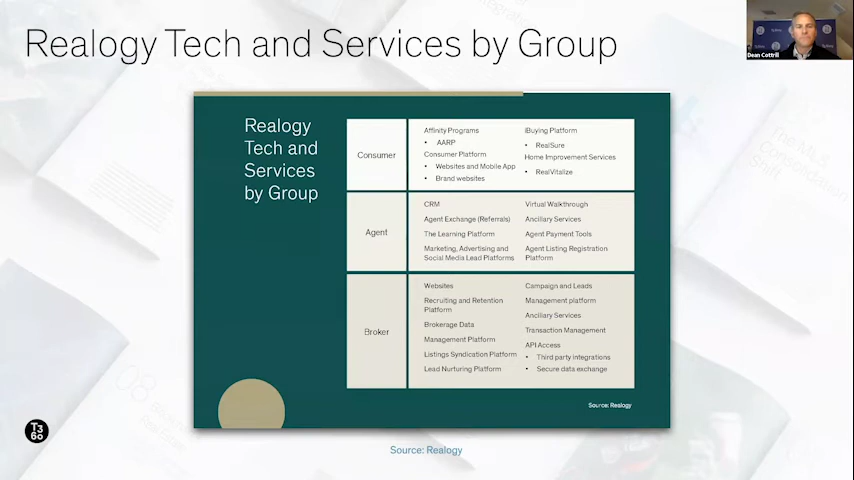 Realogy Tech and Services by Group
Dean Cottrill
Realogy
Tech and
Services
by Group
Consumer
Affinity Programs
• AARP
Consumer Platform
• Websites and Mobile App
• Brand websites
iBuying Platform
• RealSure
Home Improvement Services
• RealVitalize
Agent
CRM
Agent Exchange (Referrals)
The Learning Platform
Marketing, Advertising and
Social Media Lead Platforms
Virtual Walkthrough
Ancillary Services
Agent Payment Tools
Agent Listing Registration
Platform
Broker
Websites
Recruiting and Retention
Platform
Brokerage Data
Management Platform
Listings Syndication Platform
Lead Nurturing Platform
Campaign and Leads
Management platform
Ancillary Services
Transaction Management
API Access
• Third party integrations
• Secure data exchange
Source: Realogy
T3
60
Source: Realogy